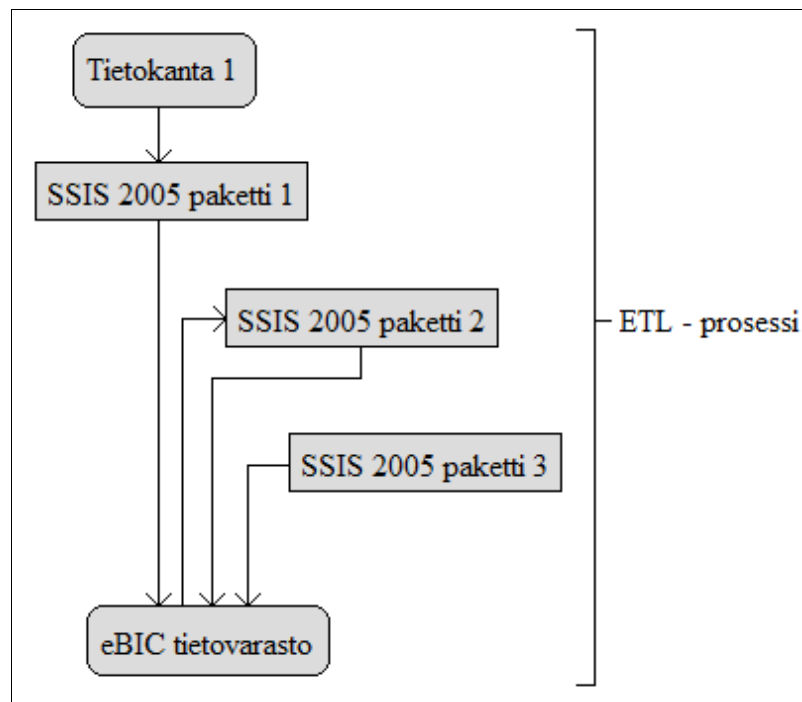 Tietokanta 1
SSIS 2005 paketti 1
SSIS 2005 paketti 2
ETL - prosessi
SSIS 2005 paketti 3
eBIC tietovarasto